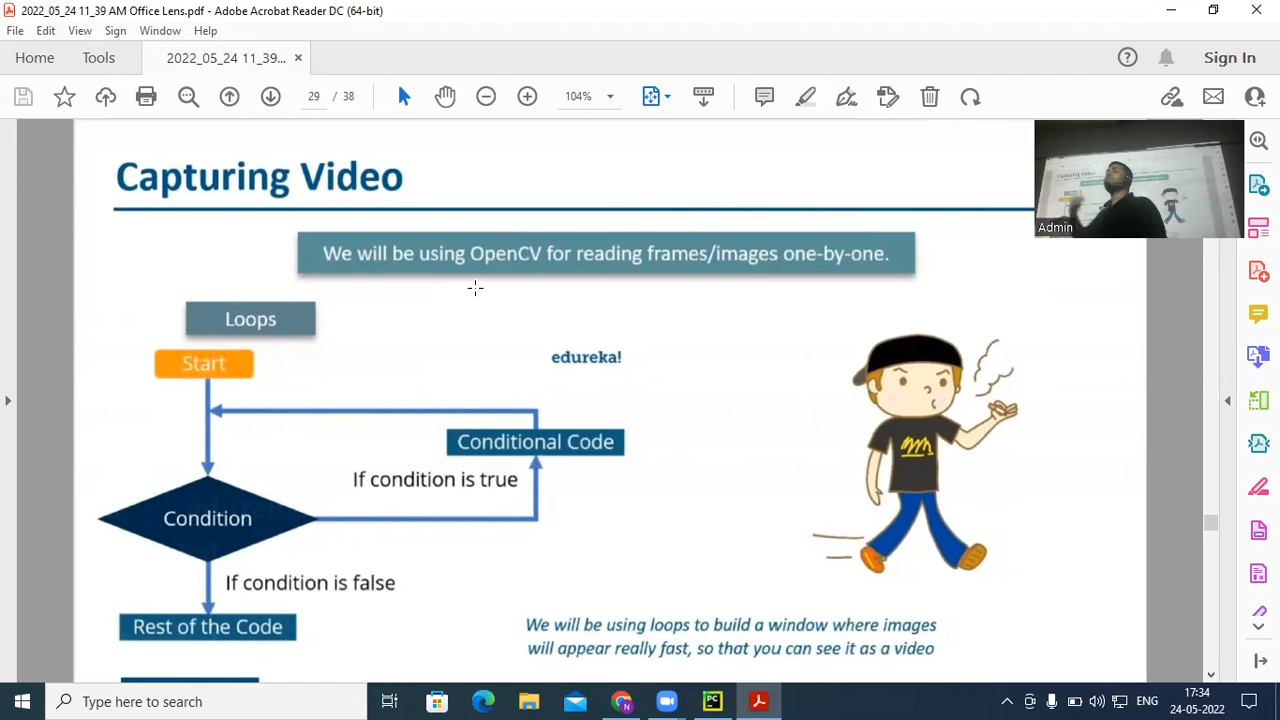 2022_05_24 11_39 AM Office Lens.pdf - Adobe Acrobat Reader DC (64-bit)
File Edit View Sign Window Help
Home Tools 2022_05_24 11_39... ×
Sign In
29 / 38 104%
Capturing Video
We will be using OpenCV for reading frames/images one-by-one.
Capturing Video
Admin
Loops
Start
edureka!
Conditional Code
If condition is true
Condition
If condition is false
Rest of the Code
We will be using loops to build a window where images
will appear really fast, so that you can see it as a video
Type here to search
PC
N
ENG
17:34
24-05-2022